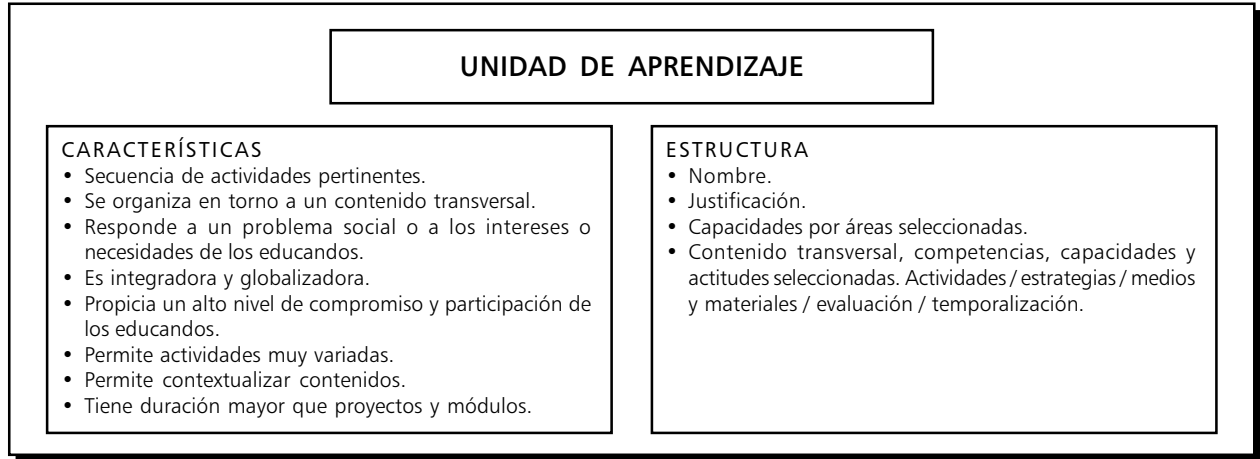 UNIDAD DE APRENDIZAJE
CARACTERÍSTICAS
• Secuencia de actividades pertinentes.
• Se organiza en torno a un contenido transversal.
• Responde a un problema social o a los intereses o
necesidades de los educandos.
• Es integradora y globalizadora.
• Propicia un alto nivel de compromiso y participación de
los educandos.
• Permite actividades muy variadas.
• Permite contextualizar contenidos.
• Tiene duración mayor que proyectos y módulos.
ESTRUCTURA
• Nombre.
• Justificación.
• Capacidades por áreas seleccionadas.
• Contenido transversal, competencias, capacidades y
actitudes seleccionadas. Actividades / estrategias / medios
y materiales / evaluación / temporalización.